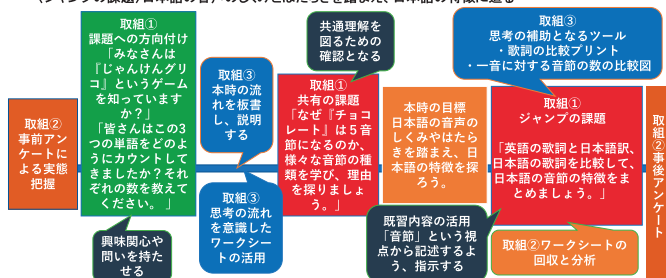 取組②
事前アン
ケートに
よる実態
把握
取組①
課題への方向付け
「みなさんは
『じゃんけんグリ
コ』というゲーム
を知っています
か？」
「皆さんはこの3
つの単語をどのよ
うにカウントして
きましたか？それ
ぞれの数を教えて
ください。」
興味関心や
問いを持た
せる
取組③
本時の流
れを板書
し、説明
する
取組③
思考の流れ
を意識した
ワークシー
トの活用
共通理解を
図るための
確認となる
取組①
共有の課題
「なぜ『チョコ
レート』は５音
節になるのか、
様々な音節の種
類を学び、理由
を探りましょ
う。」
本時の目標
日本語の音声の
しくみやはたら
きを踏まえ、日
本語の特徴を探
ろう。
既習内容の活用
「音節」という視
点から記述するよ
う、指示する
取組③
思考の補助となるツール
・歌詞の比較プリント
・一音に対する音節の数の比較図
取組①
ジャンプの課題
「英語の歌詞と日本語訳、
日本語の歌詞を比較して、
日本語の音節の特徴をま
とめましょう。」
取組②ワークシートの
回収と分析
取組②事後アンケート